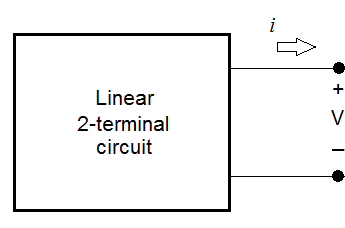 i
Linear
2-terminal
circuit
+
V
–